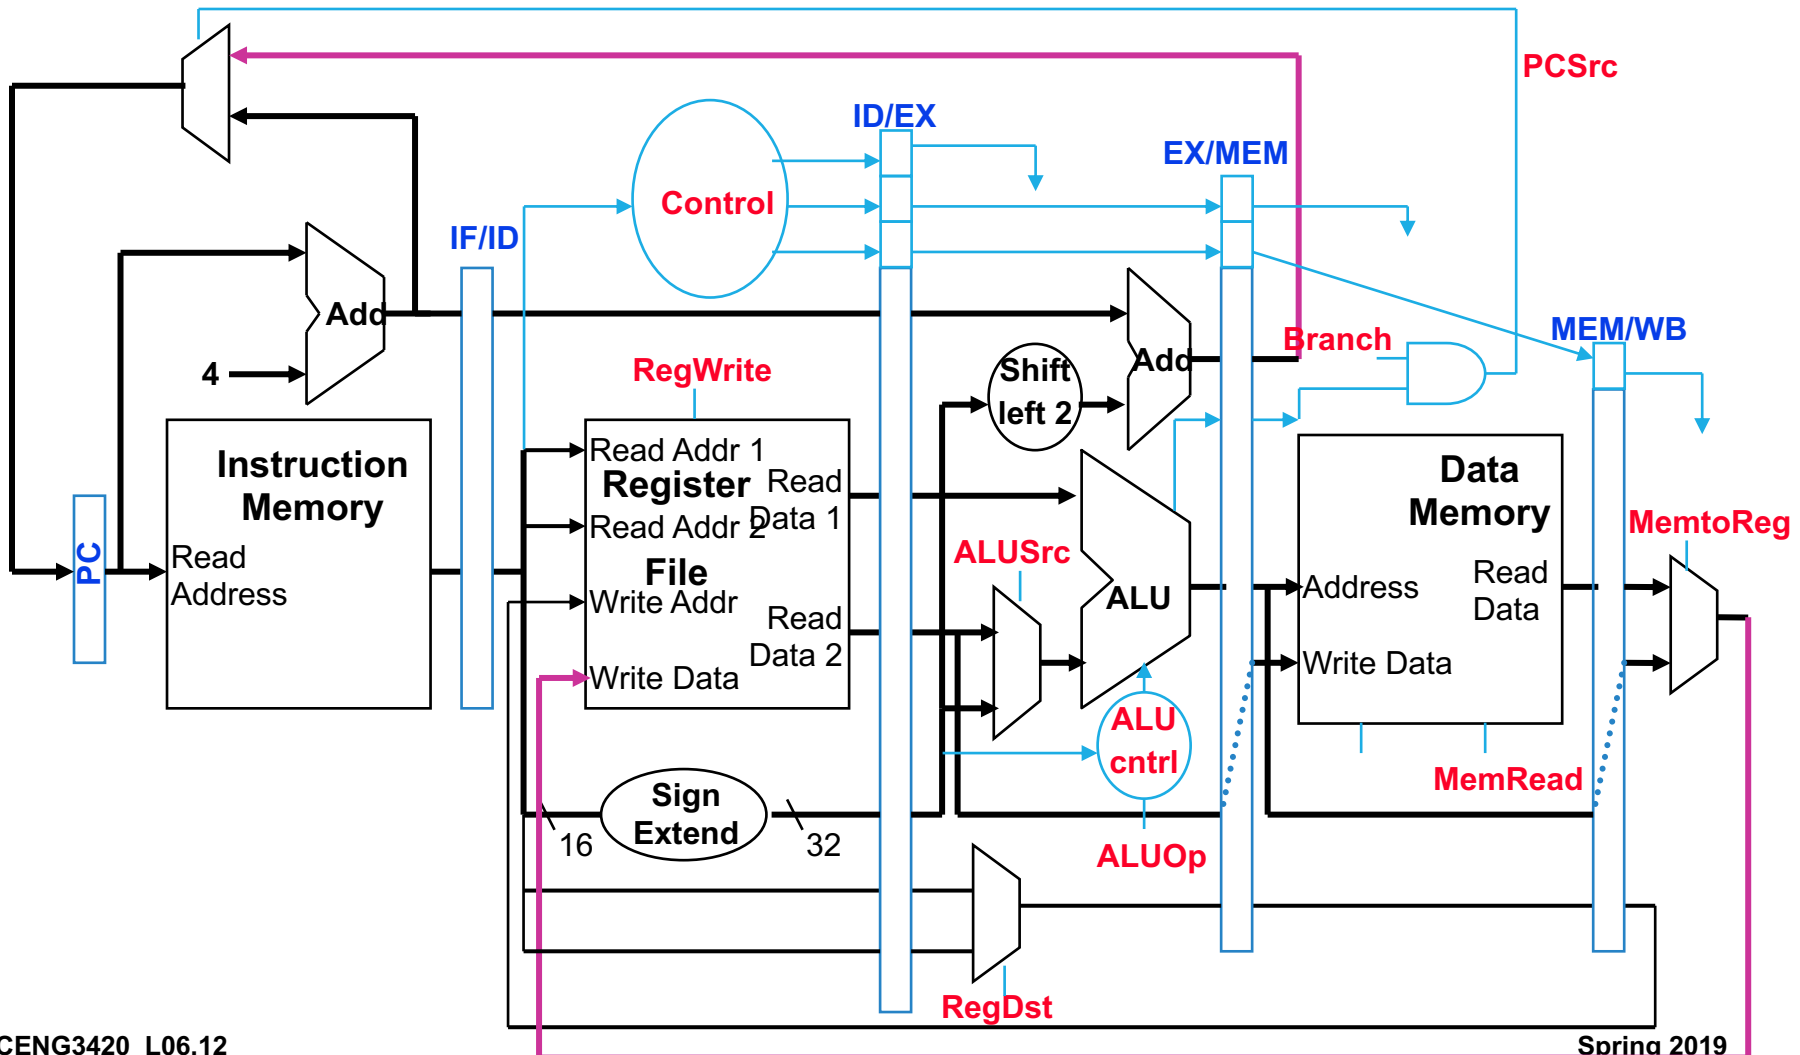 PCSrc
ID/EX
EX/MEM
Control
IF/ID
Add
MEM/WB
Branch
Add
Shift
left 2
4
RegWrite
Instruction
Memory
Read Addr 1
Register
Read
Data 1
Read Addr 2
File
Write Addr
Read
Data 2
Write Data
Data
Memory
MemtoReg
ALUSrc
PC
Read
Address
ALU
Address
Read
Data
Write Data
ALU
cntrl
MemRead
Sign
Extend
16
32
ALUOp
RegDst
CENG3420 L06.12
Spring 2019